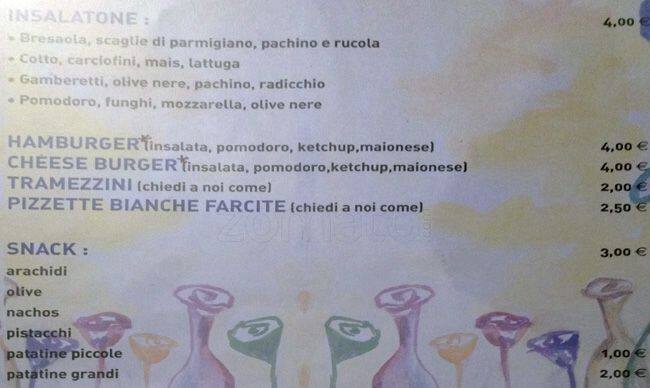 INSALATONE : 4,00 €
• Bresaola, scaglie di parmigiano, pachino e rucola
• Cotto, carciofini, mais, lattuga
• Gamberetti, olive nere, pachino, radicchio
• Pomodoro, funghi, mozzarella, olive nere
HAMBURGER*(insalata, pomodoro, ketchup,maionese) 4,00 €
CHEESE BURGER*(insalata, pomodoro,ketchup,maionese) 4,00 €
TRAMEZZINI (chiedi a noi come) 2,00 €
PIZZETTE BIANCHE FARCITE (chiedi a noi come) 2,50 €
zomato
SNACK : 3,00 €
arachidi
olive
nachos
pistacchi
patatine piccole 1,00 €
patatine grandi 2,00 €